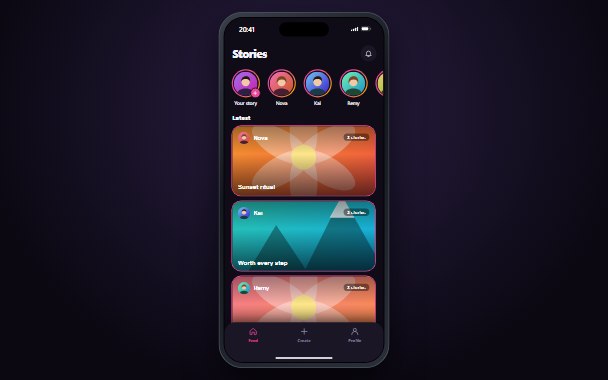 20:41
Stories
Your story
Nova
Kai
Remy
Latest
Nova
Sunset ritual
Kai
Worth every step
Remy
Feed
Create
Profile